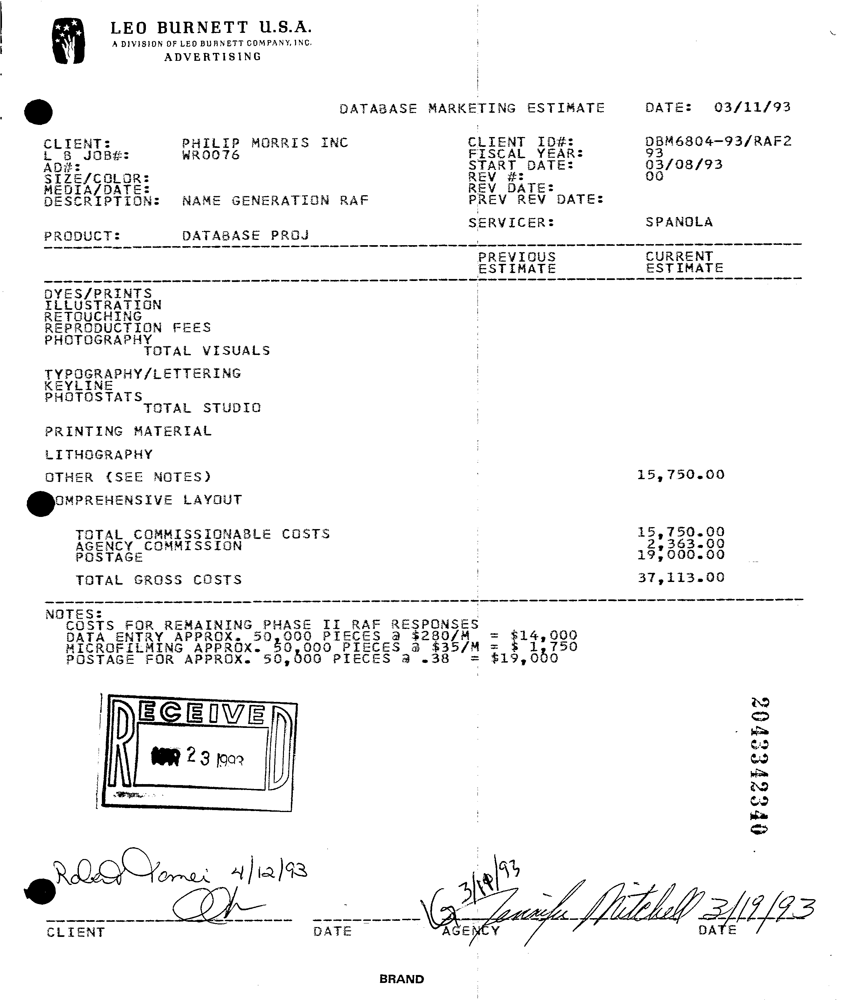 LEO BURNETT U.S.A.
A DIVISION OF LEO BURNETT COMPANY, INC.
ADVERTISING
DATABASE MARKETING ESTIMATE DATE: 03/11/93
CLIENT: PHILIP MORRIS INC CLIENT ID#: DBM6804-93/RAF2
L B JOB#: WR0076 FISCAL YEAR: 93
AD#: START DATE: 03/08/93
SIZE/COLOR: REV #: 00
MEDIA/DATE: REV DATE:
DESCRIPTION: NAME GENERATION RAF PREV REV DATE:
SERVICER: SPANOLA
PRODUCT: DATABASE PROJ
PREVIOUS CURRENT
ESTIMATE ESTIMATE
DYES/PRINTS
ILLUSTRATION
RETOUCHING
REPRODUCTION FEES
PHOTOGRAPHY
TOTAL VISUALS
TYPOGRAPHY/LETTERING
KEYLINE
PHOTOSTATS
TOTAL STUDIO
PRINTING MATERIAL
LITHOGRAPHY
OTHER (SEE NOTES) 15,750.00
OMPREHENSIVE LAYOUT
TOTAL COMMISSIONABLE COSTS 15,750.00
AGENCY COMMISSION 2,363.00
POSTAGE 19,000.00
TOTAL GROSS COSTS 37,113.00
NOTES:
COSTS FOR REMAINING PHASE II RAF RESPONSES
DATA ENTRY APPROX. 50,000 PIECES @ $280/M = $14,000
MICROFILMING APPROX. 50,000 PIECES @ $35/M = $ 1,750
POSTAGE FOR APPROX. 50,000 PIECES @ .38 = $19,000
RECEIVED
MAR 23 1993
2043342340
Robert 4/12/93
3/19/93
Jennifer Mitchell 3/19/93
CLIENT DATE AGENCY DATE
BRAND